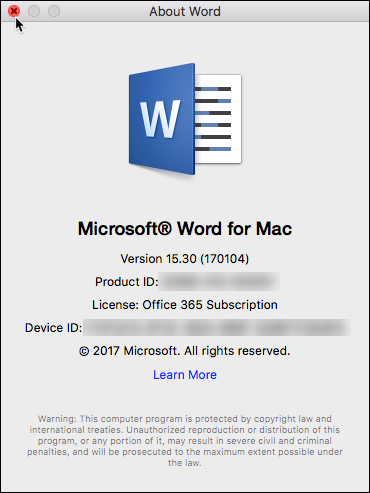 About Word
W
Microsoft® Word for Mac
Version 15.30 (170104)
Product ID:
License: Office 365 Subscription
Device ID:
© 2017 Microsoft. All rights reserved.
Learn More
Warning: This computer program is protected by copyright law and
international treaties. Unauthorized reproduction or distribution of this
program, or any portion of it, may result in severe civil and criminal
penalties, and will be prosecuted to the maximum extent possible under
the law.